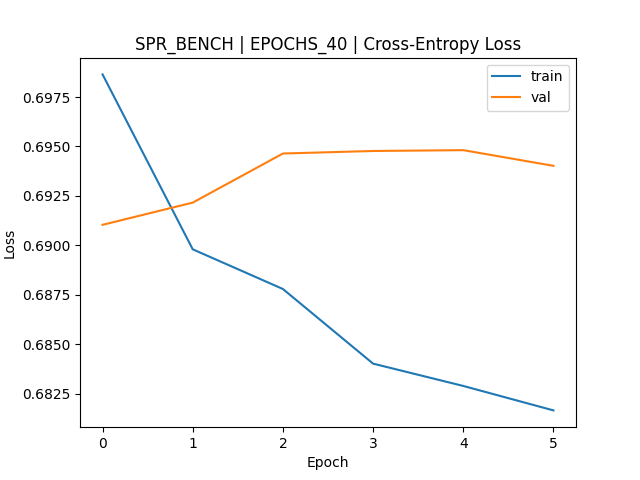 SPR_BENCH | EPOCHS_40 | Cross-Entropy Loss
train
val
0.6975
0.6950
0.6925
0.6900
0.6875
0.6850
0.6825
Loss
0 1 2 3 4 5
Epoch